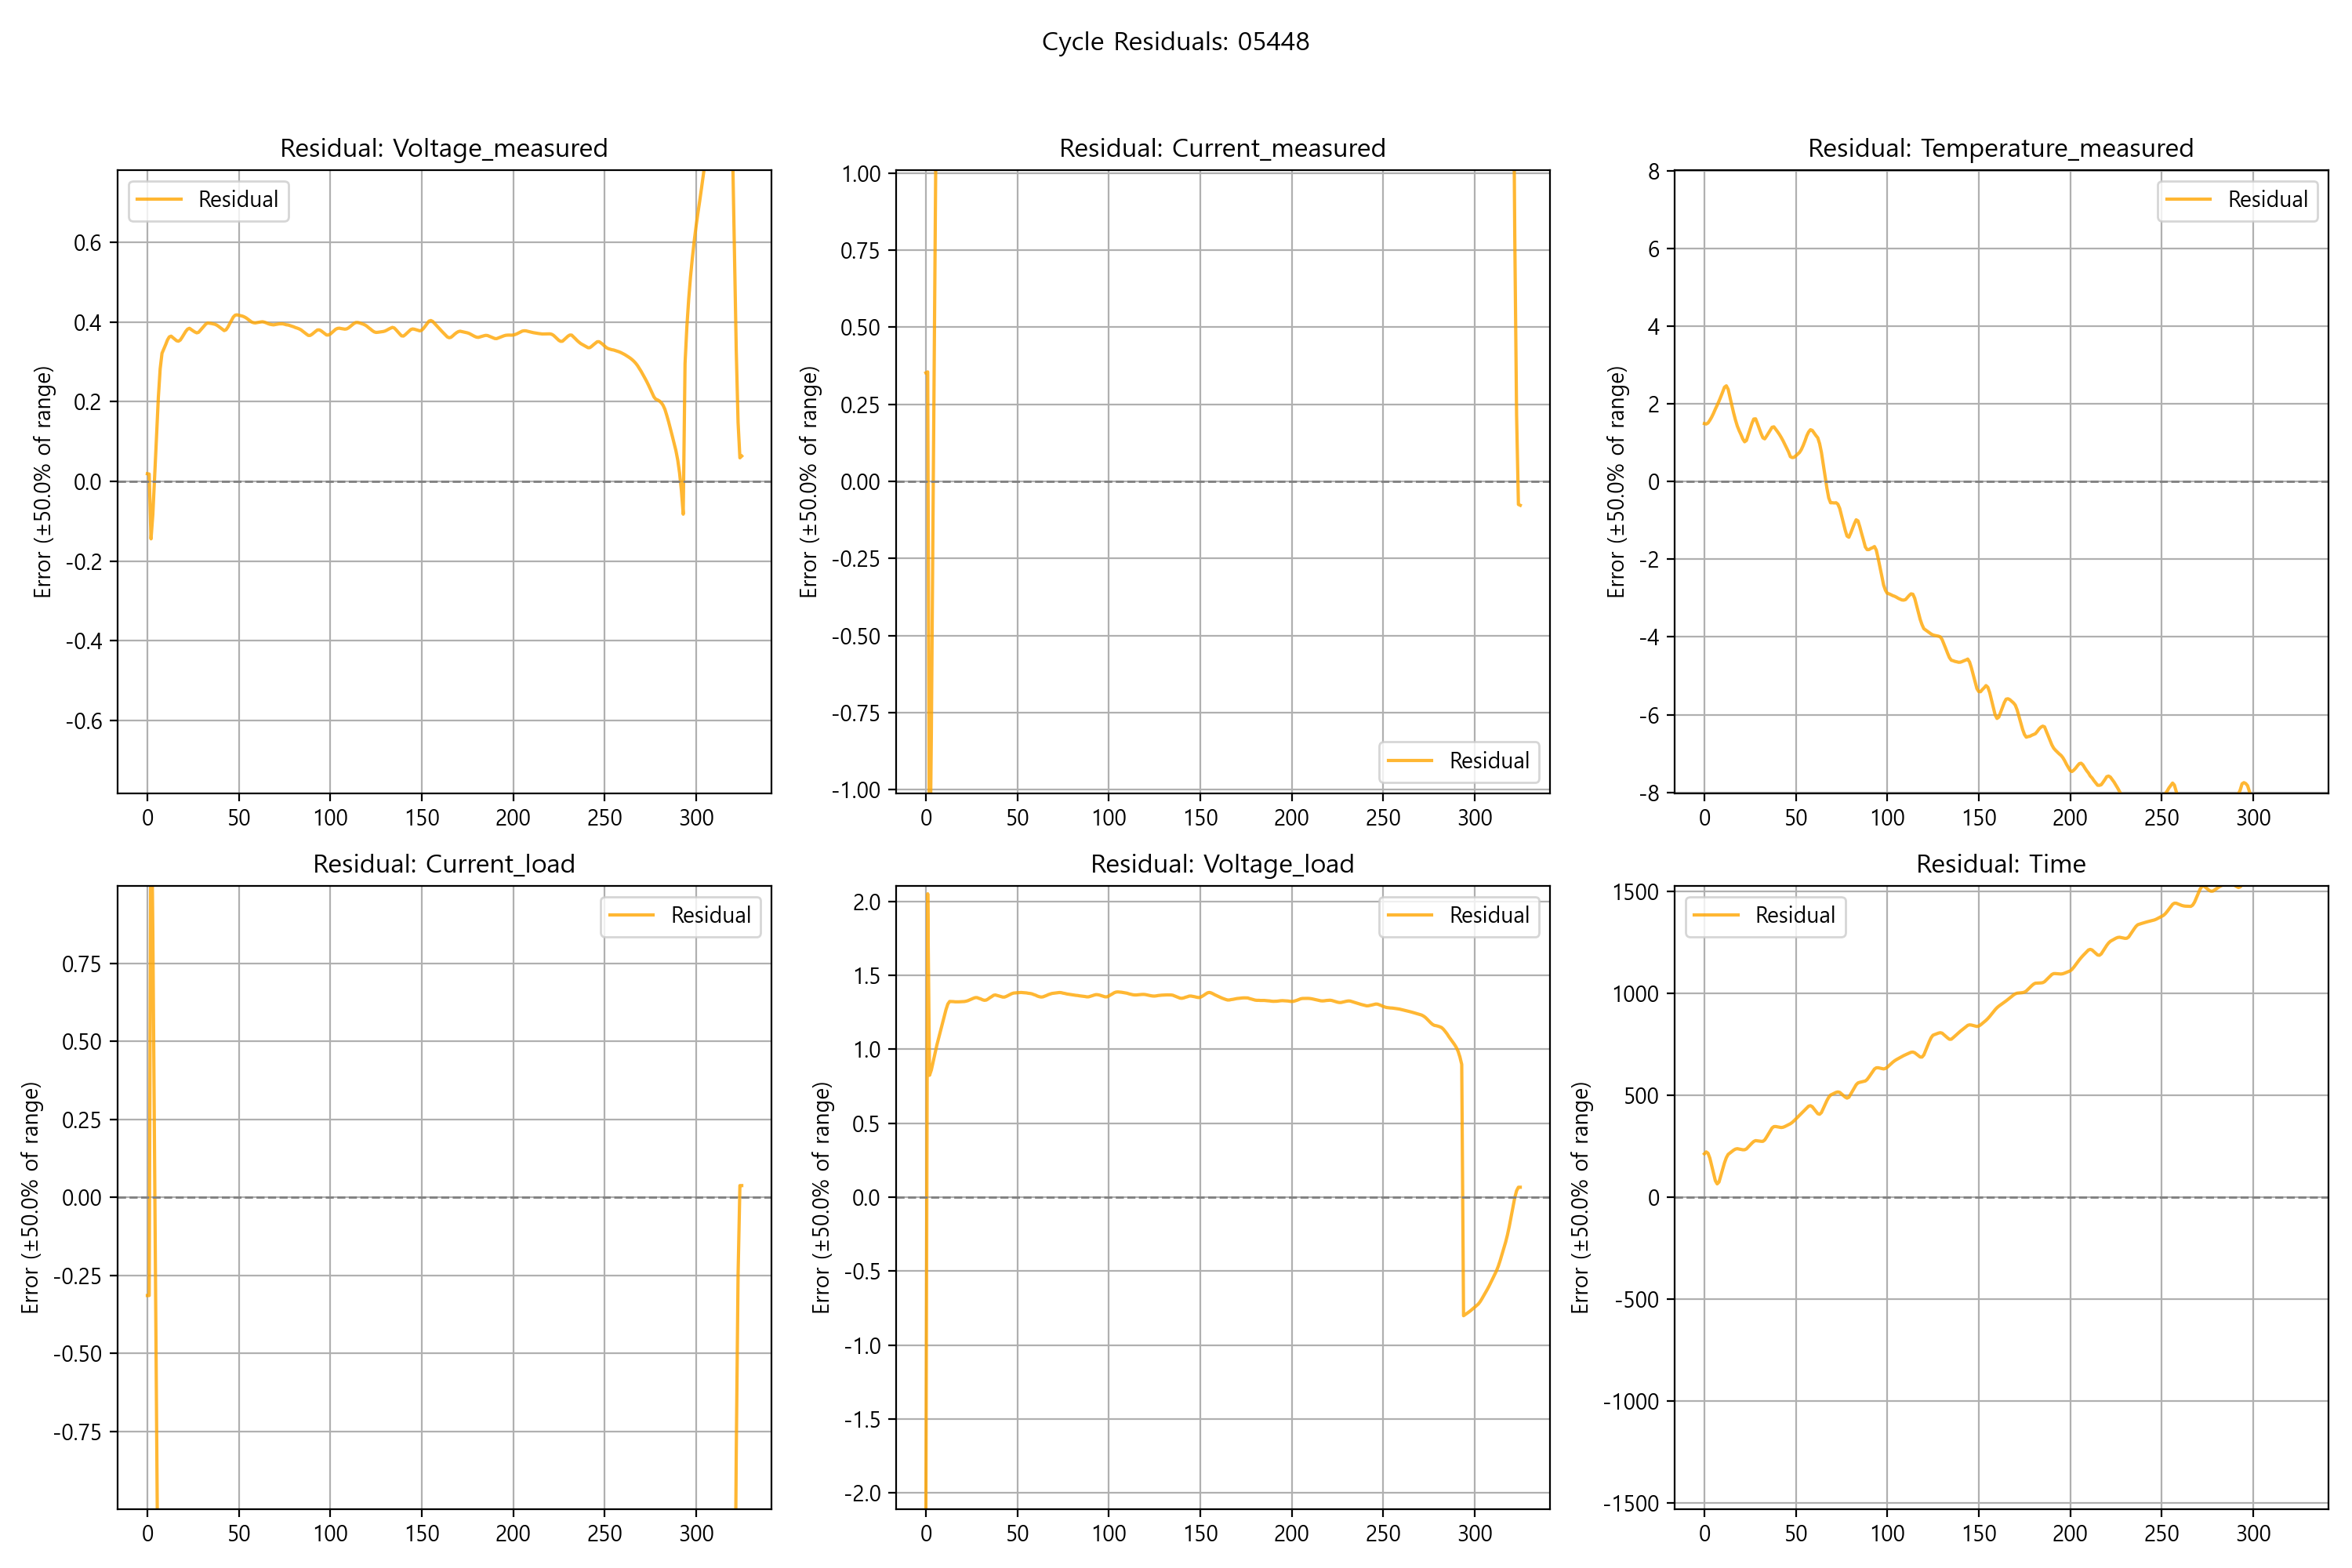 Cycle Residuals: 05448
Residual: Voltage_measured
Residual
Error (±50.0% of range)
0.6
0.4
0.2
0.0
-0.2
-0.4
-0.6
0 50 100 150 200 250 300
Residual: Current_measured
Residual
Error (±50.0% of range)
1.00
0.75
0.50
0.25
0.00
-0.25
-0.50
-0.75
-1.00
0 50 100 150 200 250 300
Residual: Temperature_measured
Residual
Error (±50.0% of range)
8
6
4
2
0
-2
-4
-6
-8
0 50 100 150 200 250 300
Residual: Current_load
Residual
Error (±50.0% of range)
0.75
0.50
0.25
0.00
-0.25
-0.50
-0.75
0 50 100 150 200 250 300
Residual: Voltage_load
Residual
Error (±50.0% of range)
2.0
1.5
1.0
0.5
0.0
-0.5
-1.0
-1.5
-2.0
0 50 100 150 200 250 300
Residual: Time
Residual
Error (±50.0% of range)
1500
1000
500
0
-500
-1000
-1500
0 50 100 150 200 250 300